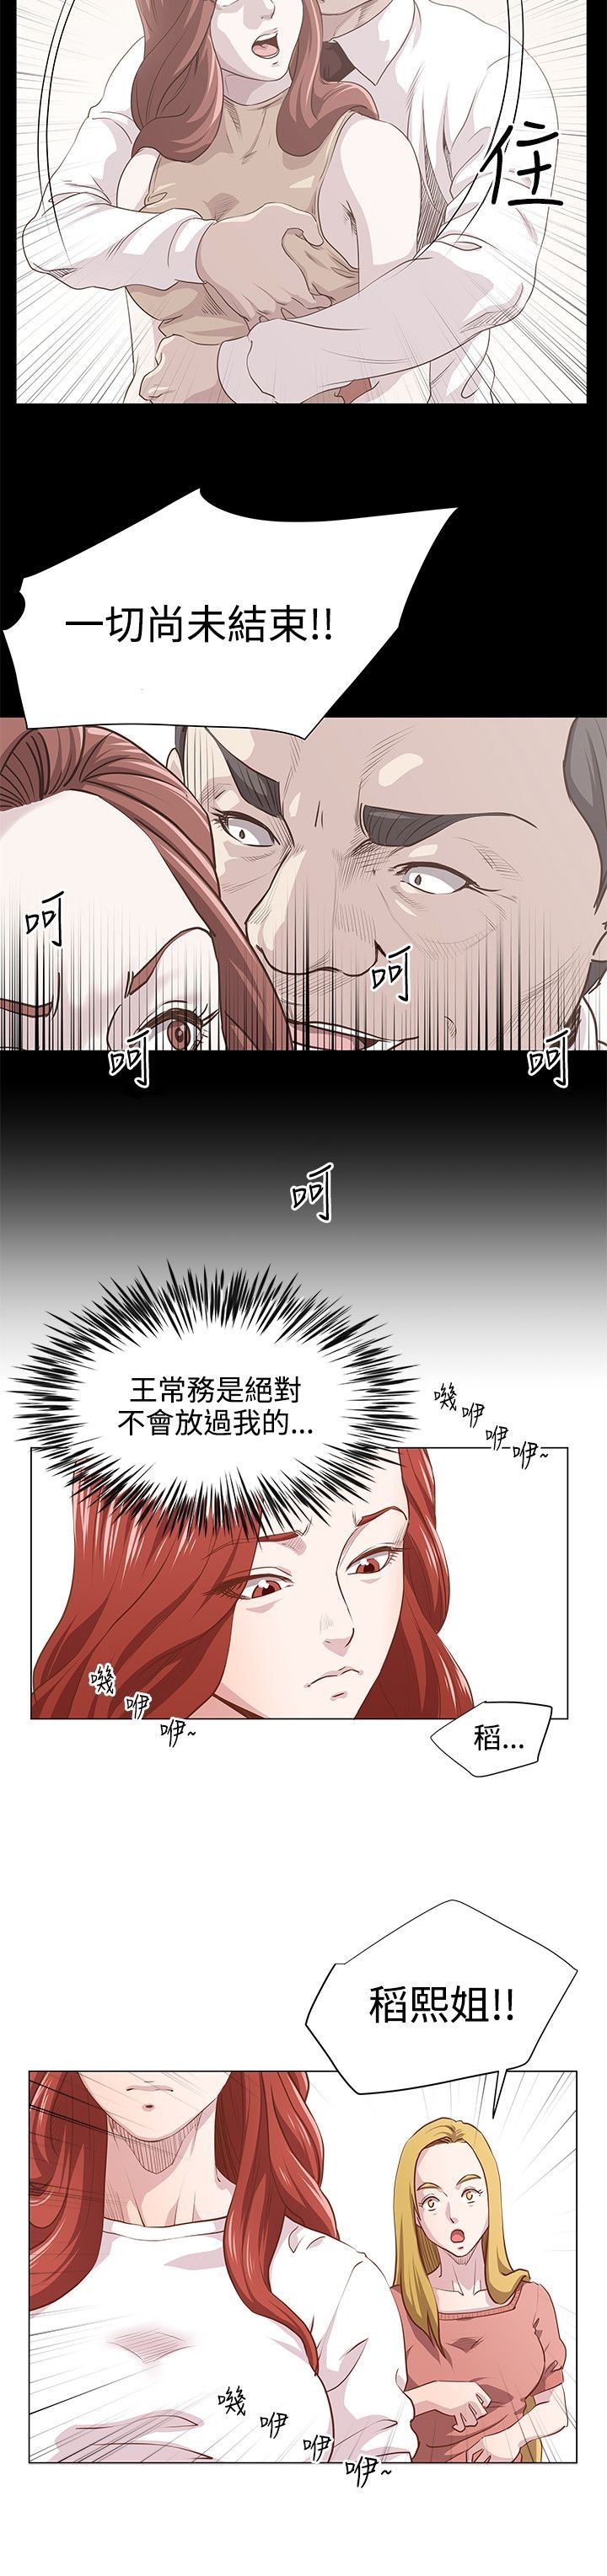 住
一切尚未結束!!
呵
呵
呵
呵
呵
王常務是絕對
不會放過我的...
嘰咿咿咿~
嘰咿咿~
稻...
稻熙姐!!
嘰咿咿咿~